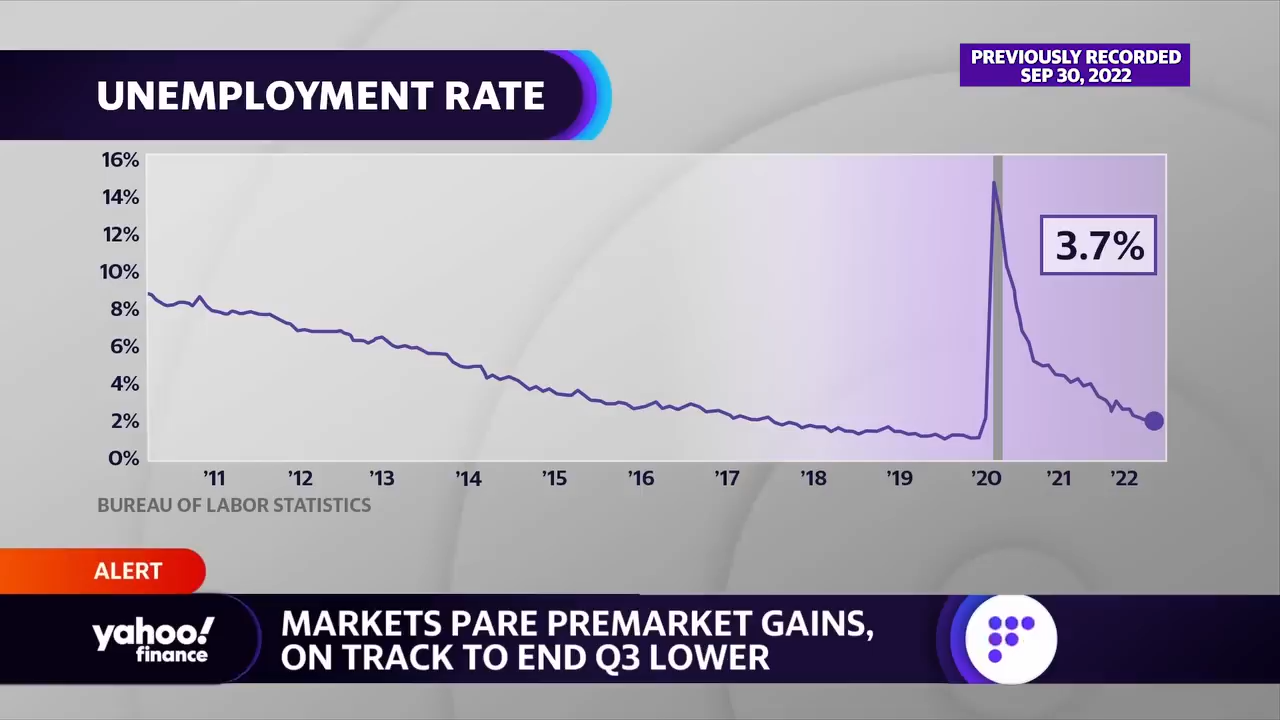 PREVIOUSLY RECORDED
SEP 30, 2022
UNEMPLOYMENT RATE
16%
14%
12%
10%
8%
6%
4%
2%
0%
3.7%
’11 ’12 ’13 ’14 ’15 ’16 ’17 ’18 ’19 ’20 ’21 ’22
BUREAU OF LABOR STATISTICS
ALERT
yahoo!
finance
MARKETS PARE PREMARKET GAINS,
ON TRACK TO END Q3 LOWER